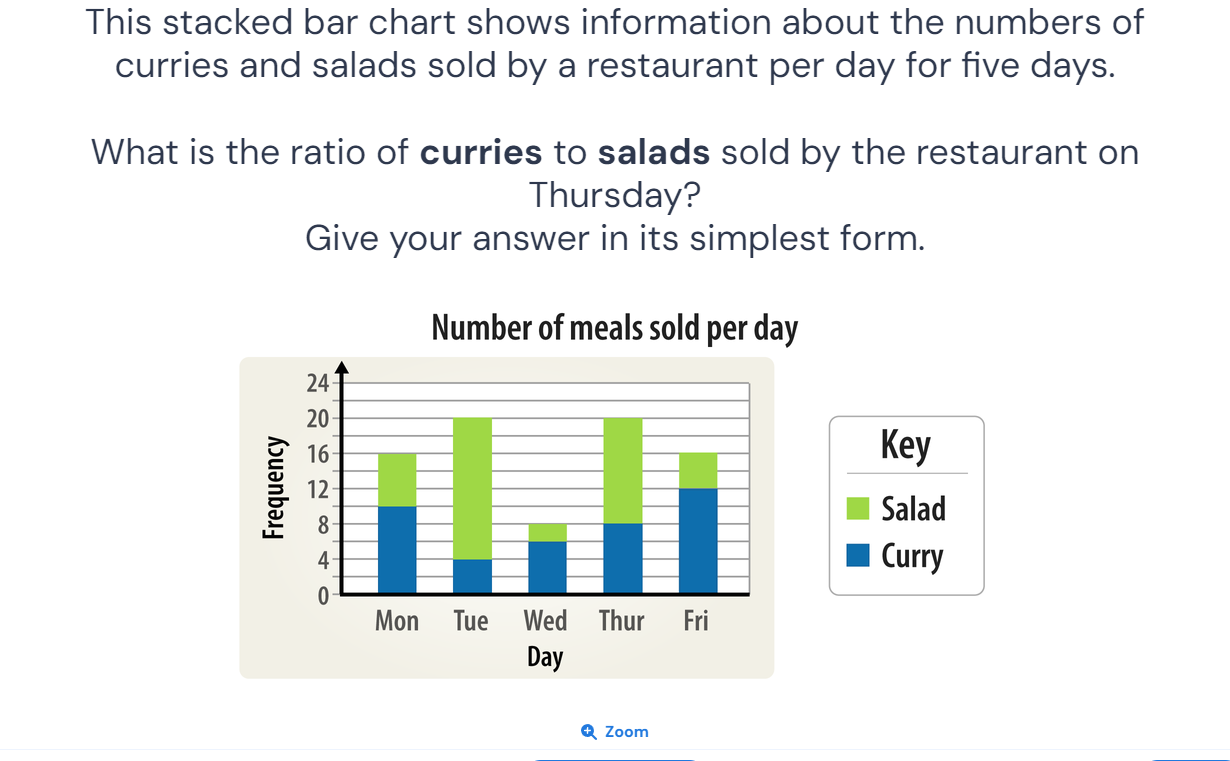 This stacked bar chart shows information about the numbers of
curries and salads sold by a restaurant per day for five days.
What is the ratio of curries to salads sold by the restaurant on
Thursday?
Give your answer in its simplest form.
Number of meals sold per day
24
20
16
12
8
4
0
Frequency
Mon Tue Wed Thur Fri
Day
Key
Salad
Curry
Zoom